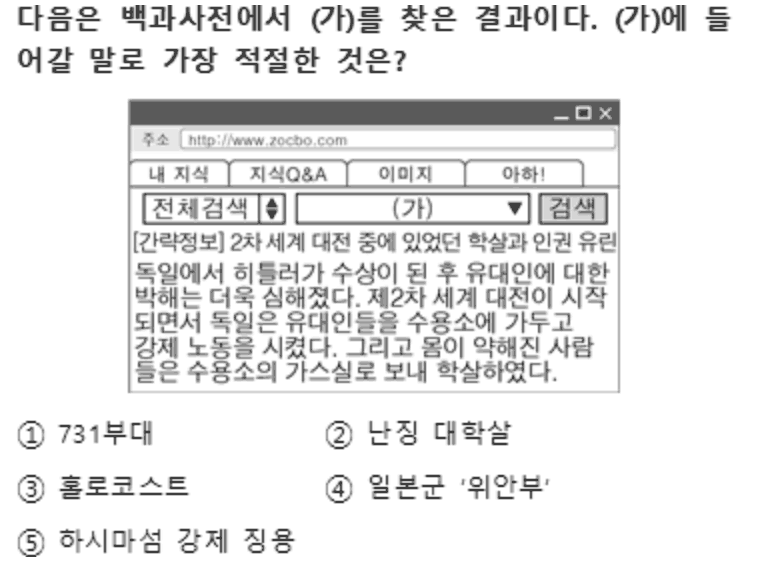 다음은 백과사전에서 (가)를 찾은 결과이다. (가)에 들
어갈 말로 가장 적절한 것은?
주소 http://www.zocbo.com
내 지식 지식Q&A 이미지 아하!
전체검색 (가) 검색
[간략정보] 2차 세계 대전 중에 있었던 학살과 인권 유린
독일에서 히틀러가 수상이 된 후 유대인에 대한
박해는 더욱 심해졌다. 제2차 세계 대전이 시작
되면서 독일은 유대인들을 수용소에 가두고
강제 노동을 시켰다. 그리고 몸이 약해진 사람
들은 수용소의 가스실로 보내 학살하였다.
① 731부대 ② 난징 대학살
③ 홀로코스트 ④ 일본군 '위안부'
⑤ 하시마섬 강제 징용